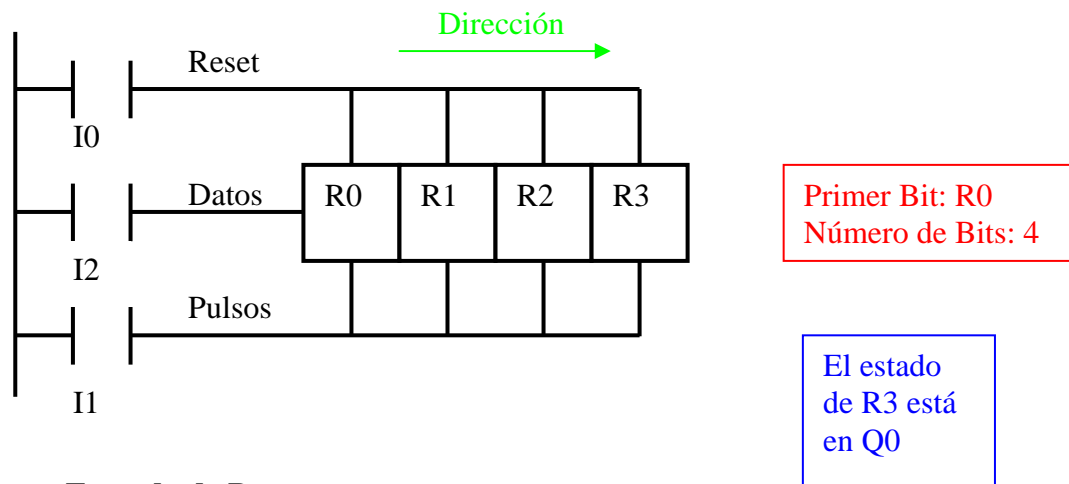 Dirección
Reset
I0
Datos
R0 R1 R2 R3
I2
Pulsos
I1
Primer Bit: R0
Número de Bits: 4
El estado
de R3 está
en Q0